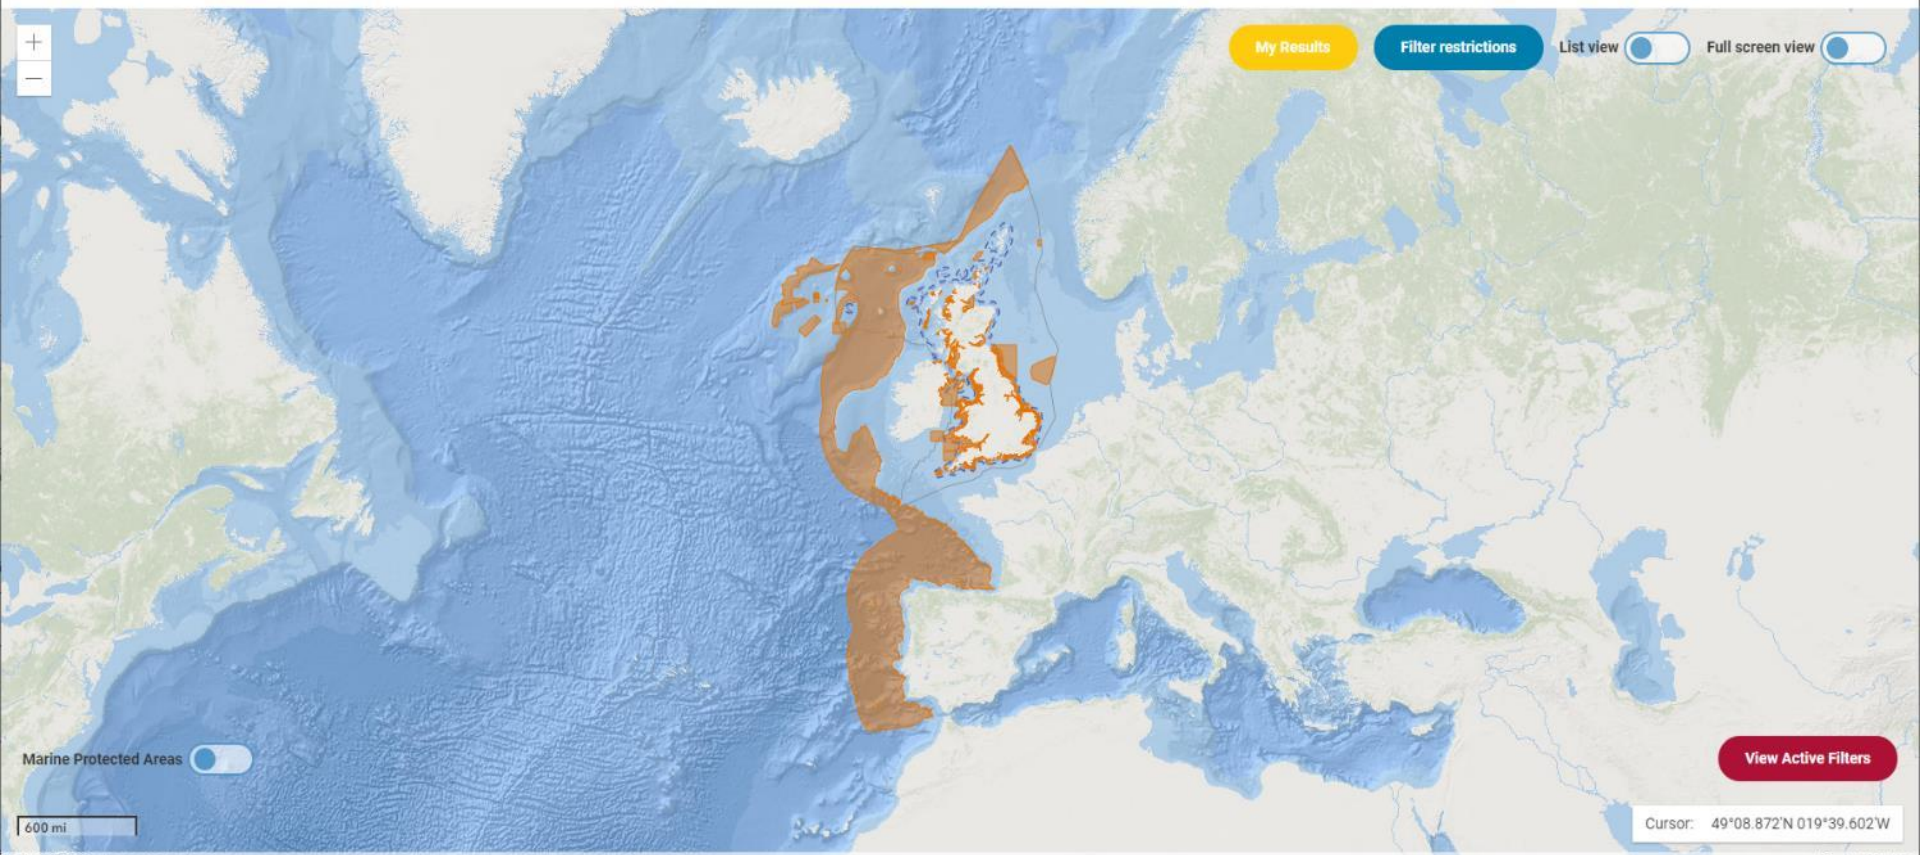 +
My Results
Filter restrictions
List view
Full screen view
−
Marine Protected Areas
View Active Filters
600 mi
Cursor: 49°08.872'N 019°39.602'W